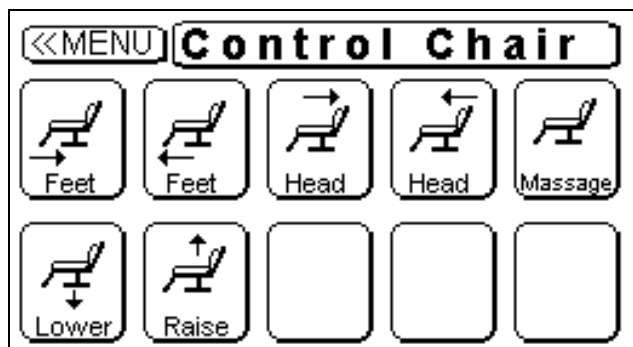 <<MENU Control Chair
Feet Feet Head Head Massage
Lower Raise